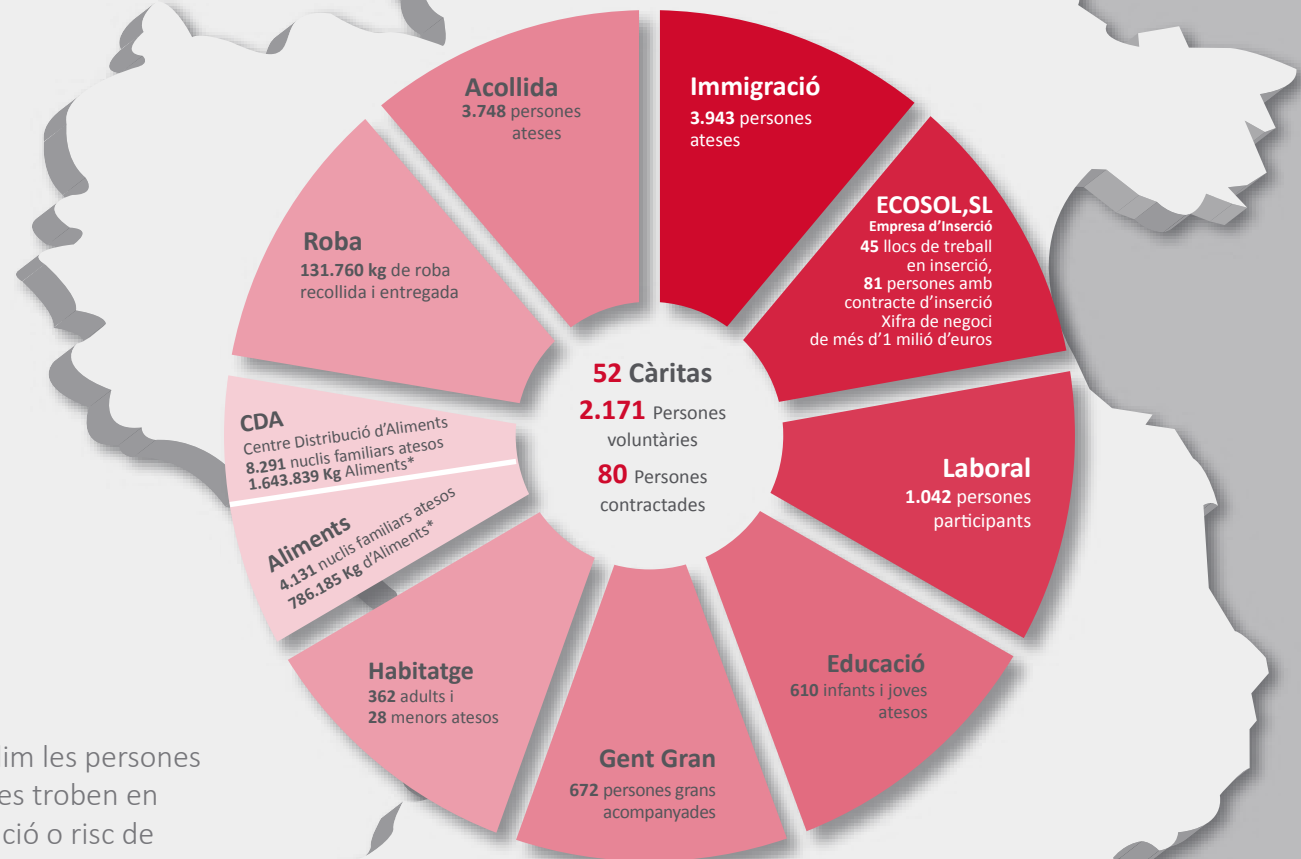 Acollida
3.748 persones
ateses
Immigració
3.943 persones
ateses
ECOSOL,SL
Empresa d’Inserció
45 llocs de treball
en inserció,
81 persones amb
contracte d’inserció
Xifra de negoci
de més d’1 milió d’euros
Laboral
1.042 persones
participants
Educació
610 infants i joves
atesos
Gent Gran
672 persones grans
acompanyades
Habitatge
362 adults i
28 menors atesos
Aliments
4.131 nuclis familiars atesos
786.185 Kg d’Aliments*
CDA
Centre Distribució d’Aliments
8.291 nuclis familiars atesos
1.643.839 Kg Aliments*
Roba
131.760 kg de roba
recollida i entregada
52 Càritas
2.171 Persones
voluntàries
80 Persones
contractades
les persones
es troben en
o risc de